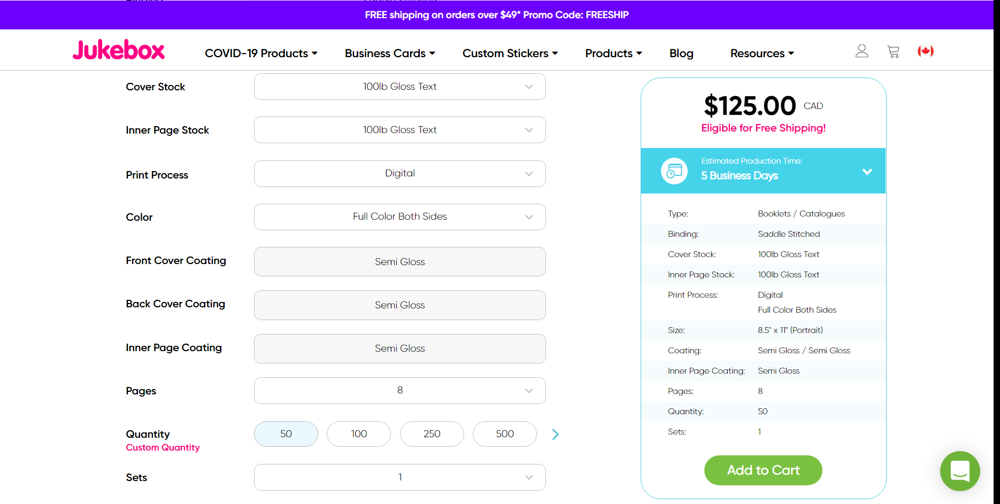 FREE shipping on orders over $49* Promo Code: FREESHIP
Jukebox
COVID-19 Products
Business Cards
Custom Stickers
Products
Blog
Resources
Cover Stock
100lb Gloss Text
Inner Page Stock
100lb Gloss Text
Print Process
Digital
Color
Full Color Both Sides
Front Cover Coating
Semi Gloss
Back Cover Coating
Semi Gloss
Inner Page Coating
Semi Gloss
Pages
8
Quantity
Custom Quantity
50
100
250
500
Sets
1
$125.00 CAD
Eligible for Free Shipping!
Estimated Production Time:
5 Business Days
Type: Booklets / Catalogues
Binding: Saddle Stitched
Cover Stock: 100lb Gloss Text
Inner Page Stock: 100lb Gloss Text
Print Process: Digital
Full Color Both Sides
Size: 8.5" x 11" (Portrait)
Coating: Semi Gloss / Semi Gloss
Inner Page Coating: Semi Gloss
Pages: 8
Quantity: 50
Sets: 1
Add to Cart